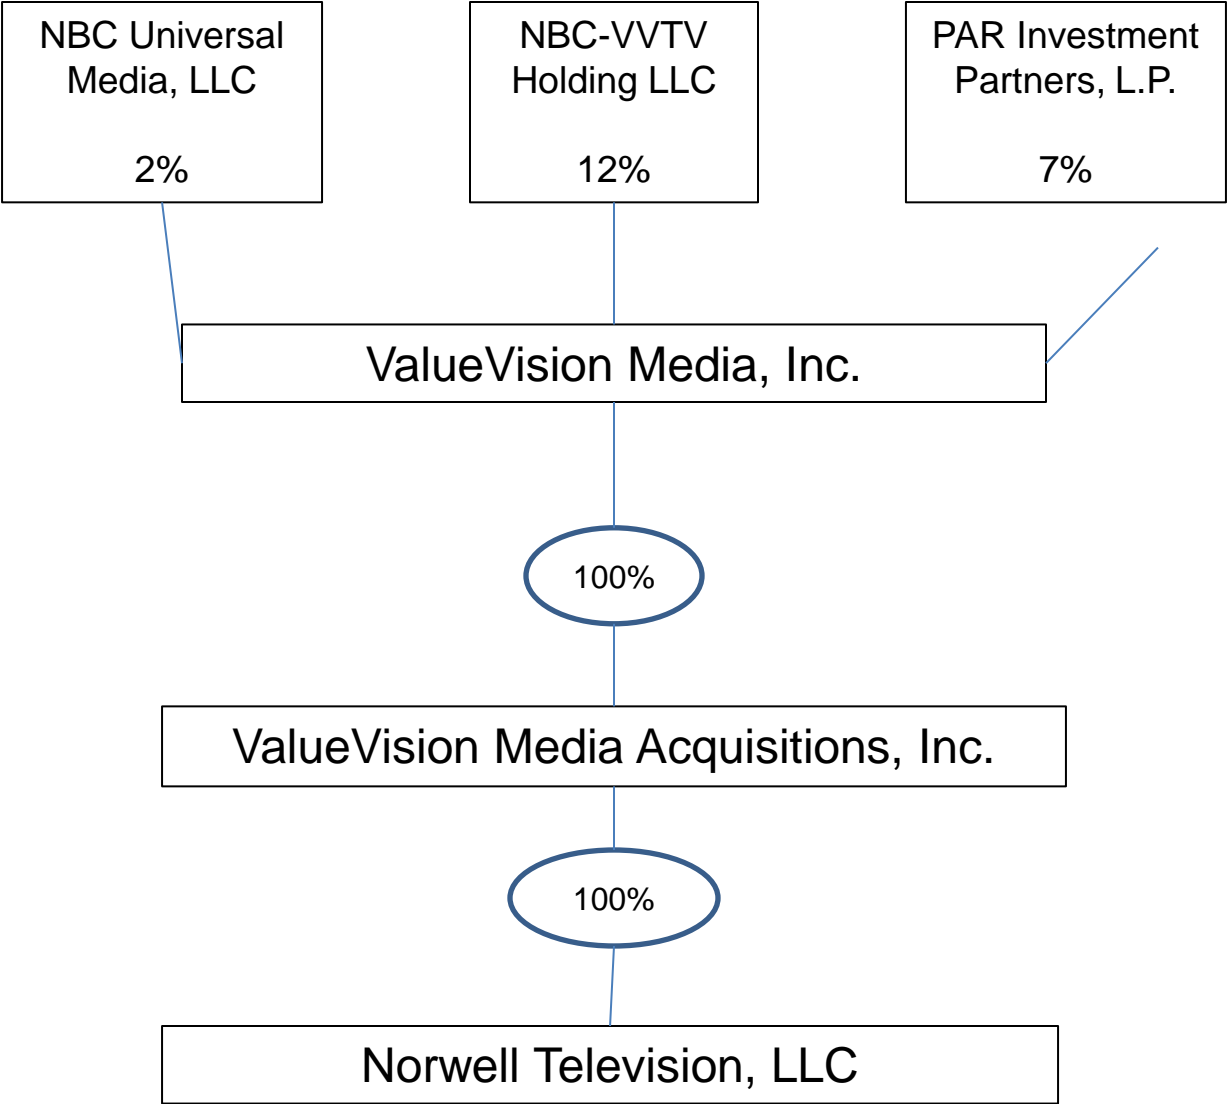 NBC Universal
Media, LLC
2%
NBC-VVTV
Holding LLC
12%
PAR Investment
Partners, L.P.
7%
ValueVision Media, Inc.
100%
ValueVision Media Acquisitions, Inc.
100%
Norwell Television, LLC